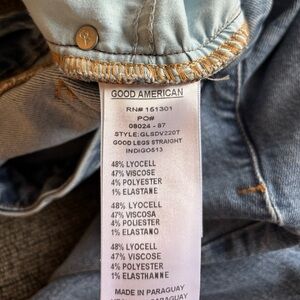 GOOD AMERICAN
RN# 161301
PO#
08024 - 87
STYLE: GLSDV220T
GOOD LEGS STRAIGHT
INDIGO513
48% LYOCELL
47% VISCOSE
4% POLYESTER
1% ELASTANE
48% LYOCELL
47% VISCOSA
4% POLIESTER
1% ELASTANO
48% LYOCELL
47% VISCOSE
4% POLYESTER
1% ELASTHANNE
MADE IN PARAGUAY